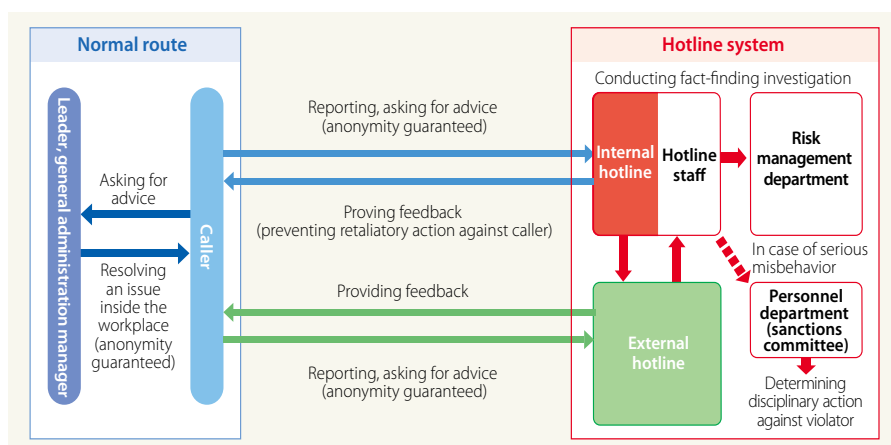 Normal route
Leader, general administration manager
Asking for
advice
Resolving
an issue
inside the
workplace
(anonymity
guaranteed)
Caller
Reporting, asking for advice
(anonymity guaranteed)
Proving feedback
(preventing retaliatory action against caller)
Providing feedback
Reporting, asking for advice
(anonymity guaranteed)
Hotline system
Conducting fact-finding investigation
Internal
hotline
Hotline
staff
Risk
management
department
In case of serious
misbehavior
External
hotline
Personnel
department
(sanctions
committee)
Determining
disciplinary action
against violator